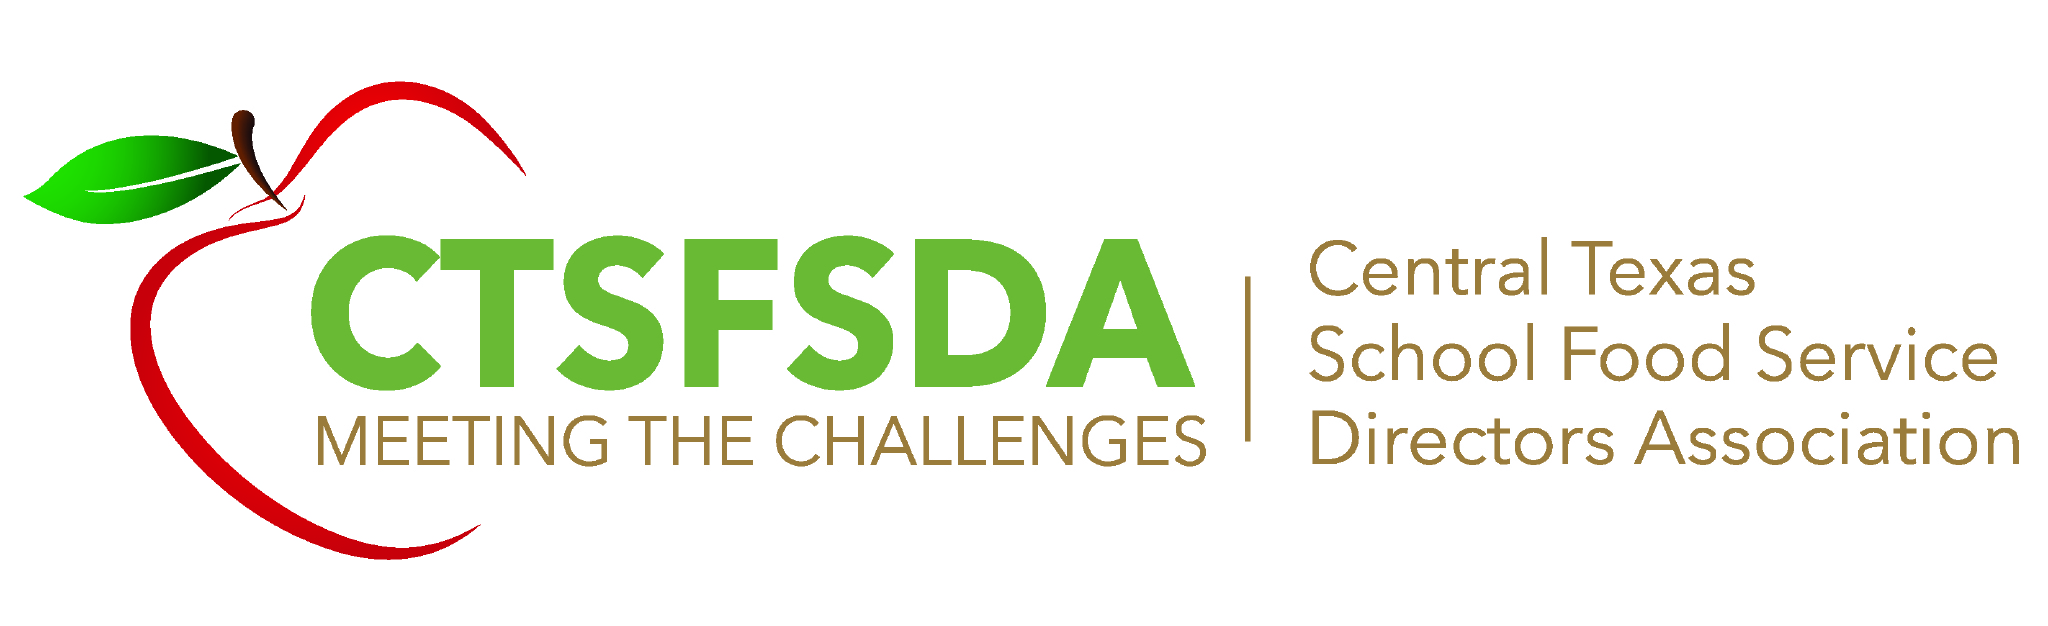 CTSFSDA
MEETING THE CHALLENGES
Central Texas
School Food Service
Directors Association